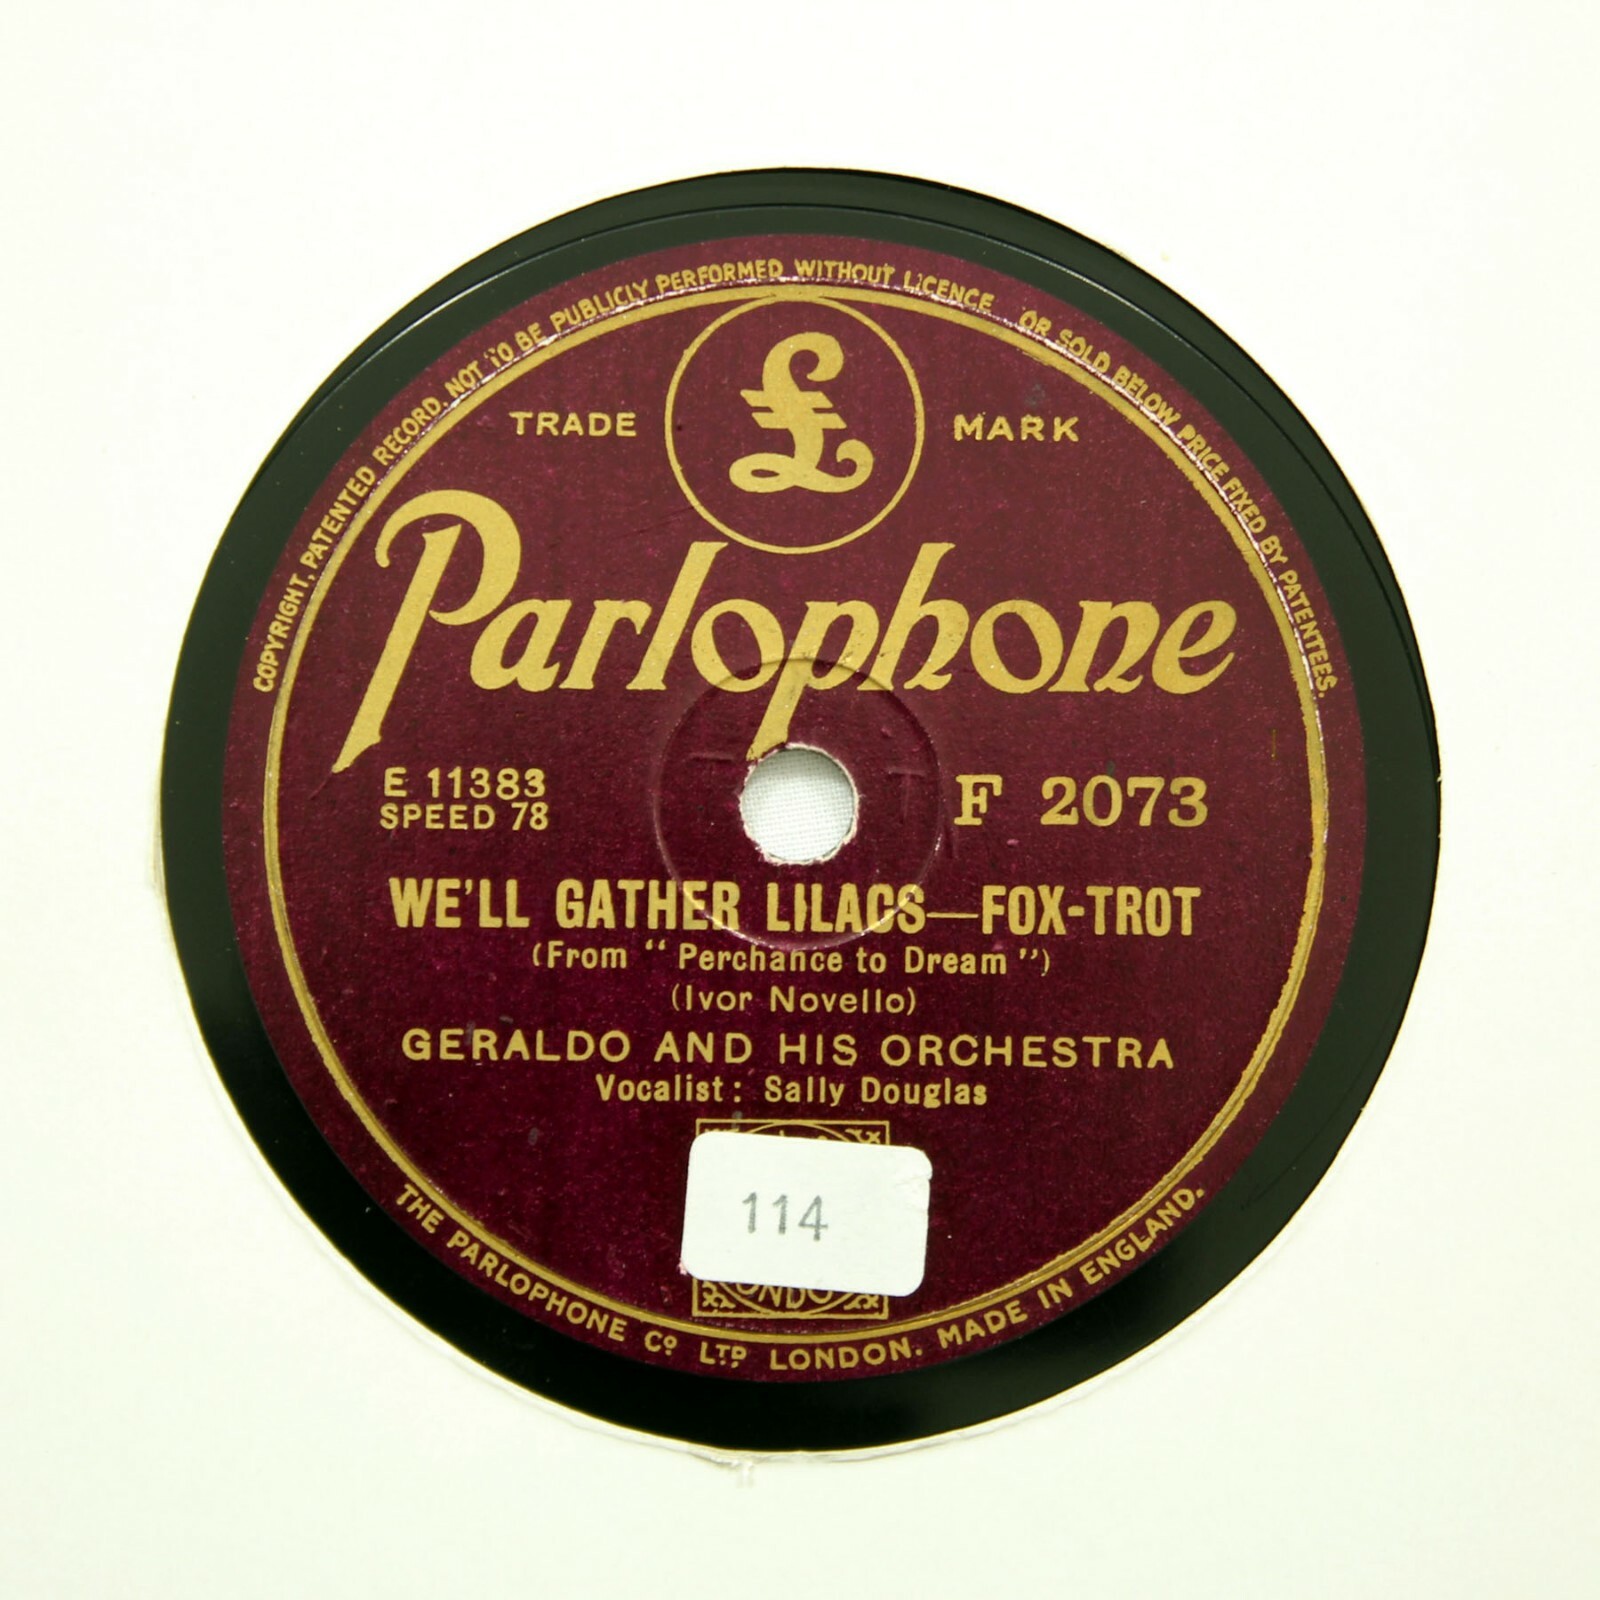 COPYRIGHT, PATENTED RECORD. NOT TO BE PUBLICLY PERFORMED WITHOUT LICENCE OR SOLD BELOW PRICE FIXED BY PATENTEES.
£
TRADE MARK
Parlophone
E 11383
SPEED 78
F 2073
WE'LL GATHER LILACS—FOX-TROT
(From “Perchance to Dream”)
(Ivor Novello)
GERALDO AND HIS ORCHESTRA
Vocalist: Sally Douglas
114
THE PARLOPHONE Co LTD LONDON. MADE IN ENGLAND.